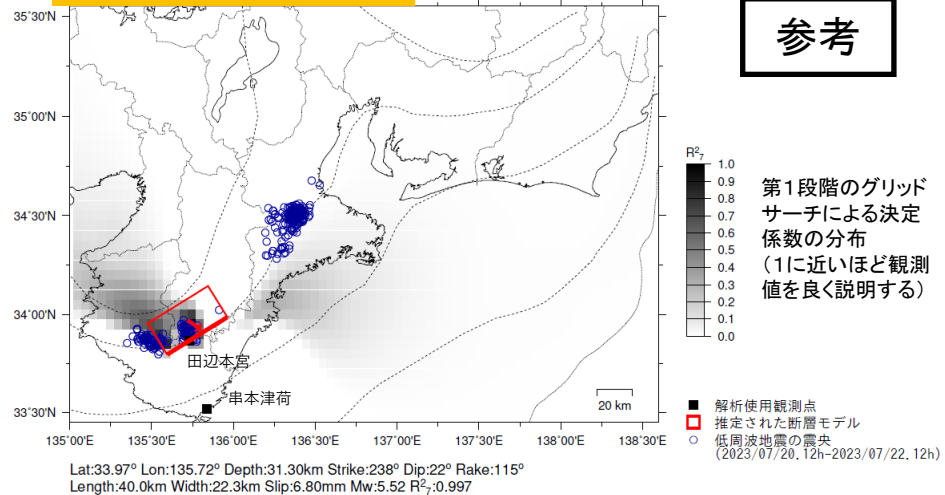 参考
35˚30'N
35˚00'N
34˚30'N
34˚00'N
33˚30'N
135˚00'E
135˚30'E
136˚00'E
136˚30'E
137˚00'E
137˚30'E
138˚00'E
138˚30'E
田辺本宮
串本津荷
20 km
R²₇
1.0
0.9
0.8
0.7
0.6
0.5
0.4
0.3
0.2
0.1
0.0
第1段階のグリッド
サーチによる決定
係数の分布
(1に近いほど観測
値を良く説明する)
解析使用観測点
推定された断層モデル
低周波地震の震央
(2023/07/20.12h-2023/07/22.12h)
Lat:33.97° Lon:135.72° Depth:31.30km Strike:238° Dip:22° Rake:115°
Length:40.0km Width:22.3km Slip:6.80mm Mw:5.52 R²₇:0.997